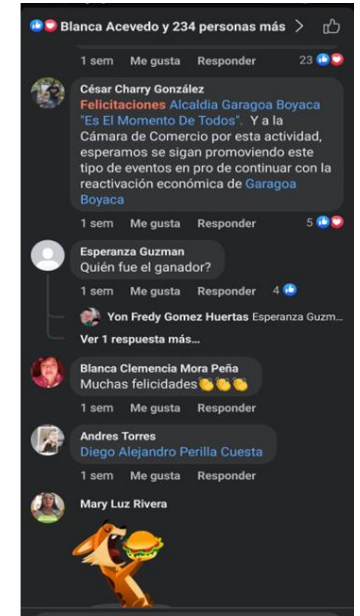 Blanca Acevedo y 234 personas más
1 sem Me gusta Responder 23
César Charry González
Felicitaciones Alcaldia Garagoa Boyaca
"Es El Momento De Todos". Y a la
Cámara de Comercio por esta actividad,
esperamos se sigan promoviendo este
tipo de eventos en pro de continuar con la
reactivación económica de Garagoa
Boyaca
1 sem Me gusta Responder 5
Esperanza Guzman
Quién fue el ganador?
1 sem Me gusta Responder 4
Yon Fredy Gomez Huertas Esperanza Guzm...
Ver 1 respuesta más...
Blanca Clemencia Mora Peña
Muchas felicidades👏👏👏
1 sem Me gusta Responder
Andres Torres
Diego Alejandro Perilla Cuesta
1 sem Me gusta Responder
Mary Luz Rivera